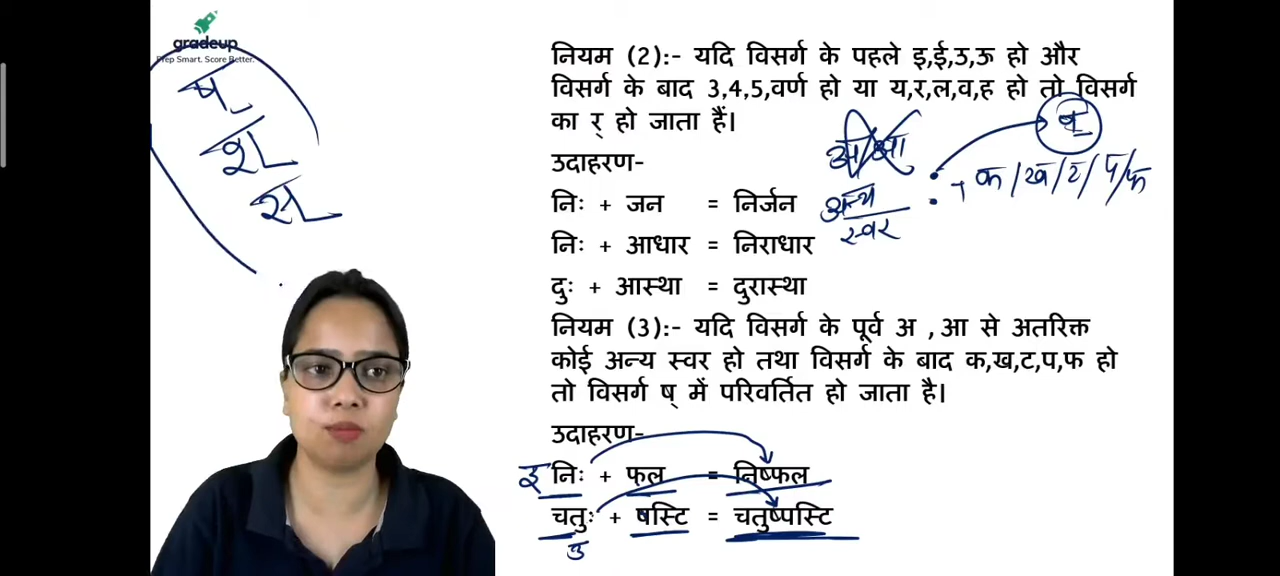 gradeup
Prep Smart. Score Better.
ष्
श्
स्
नियम (2):- यदि विसर्ग के पहले इ,ई,उ,ऊ हो और
विसर्ग के बाद 3,4,5,वर्ण हो या य,र,ल,व,ह हो तो विसर्ग
का र् हो जाता हैं।
अ/आ
ष्
उदाहरण-
अन्य
स्वर
: + क/ख/ट/प/फ
निः + जन = निर्जन
निः + आधार = निराधार
दुः + आस्था = दुरास्था
नियम (3):- यदि विसर्ग के पूर्व अ ,आ से अतरिक्त
कोई अन्य स्वर हो तथा विसर्ग के बाद क,ख,ट,प,फ हो
तो विसर्ग ष् में परिवर्तित हो जाता है।
उदाहरण-
इ निः + फल = निष्फल
चतुः + षस्टि = चतुष्पस्टि
उ